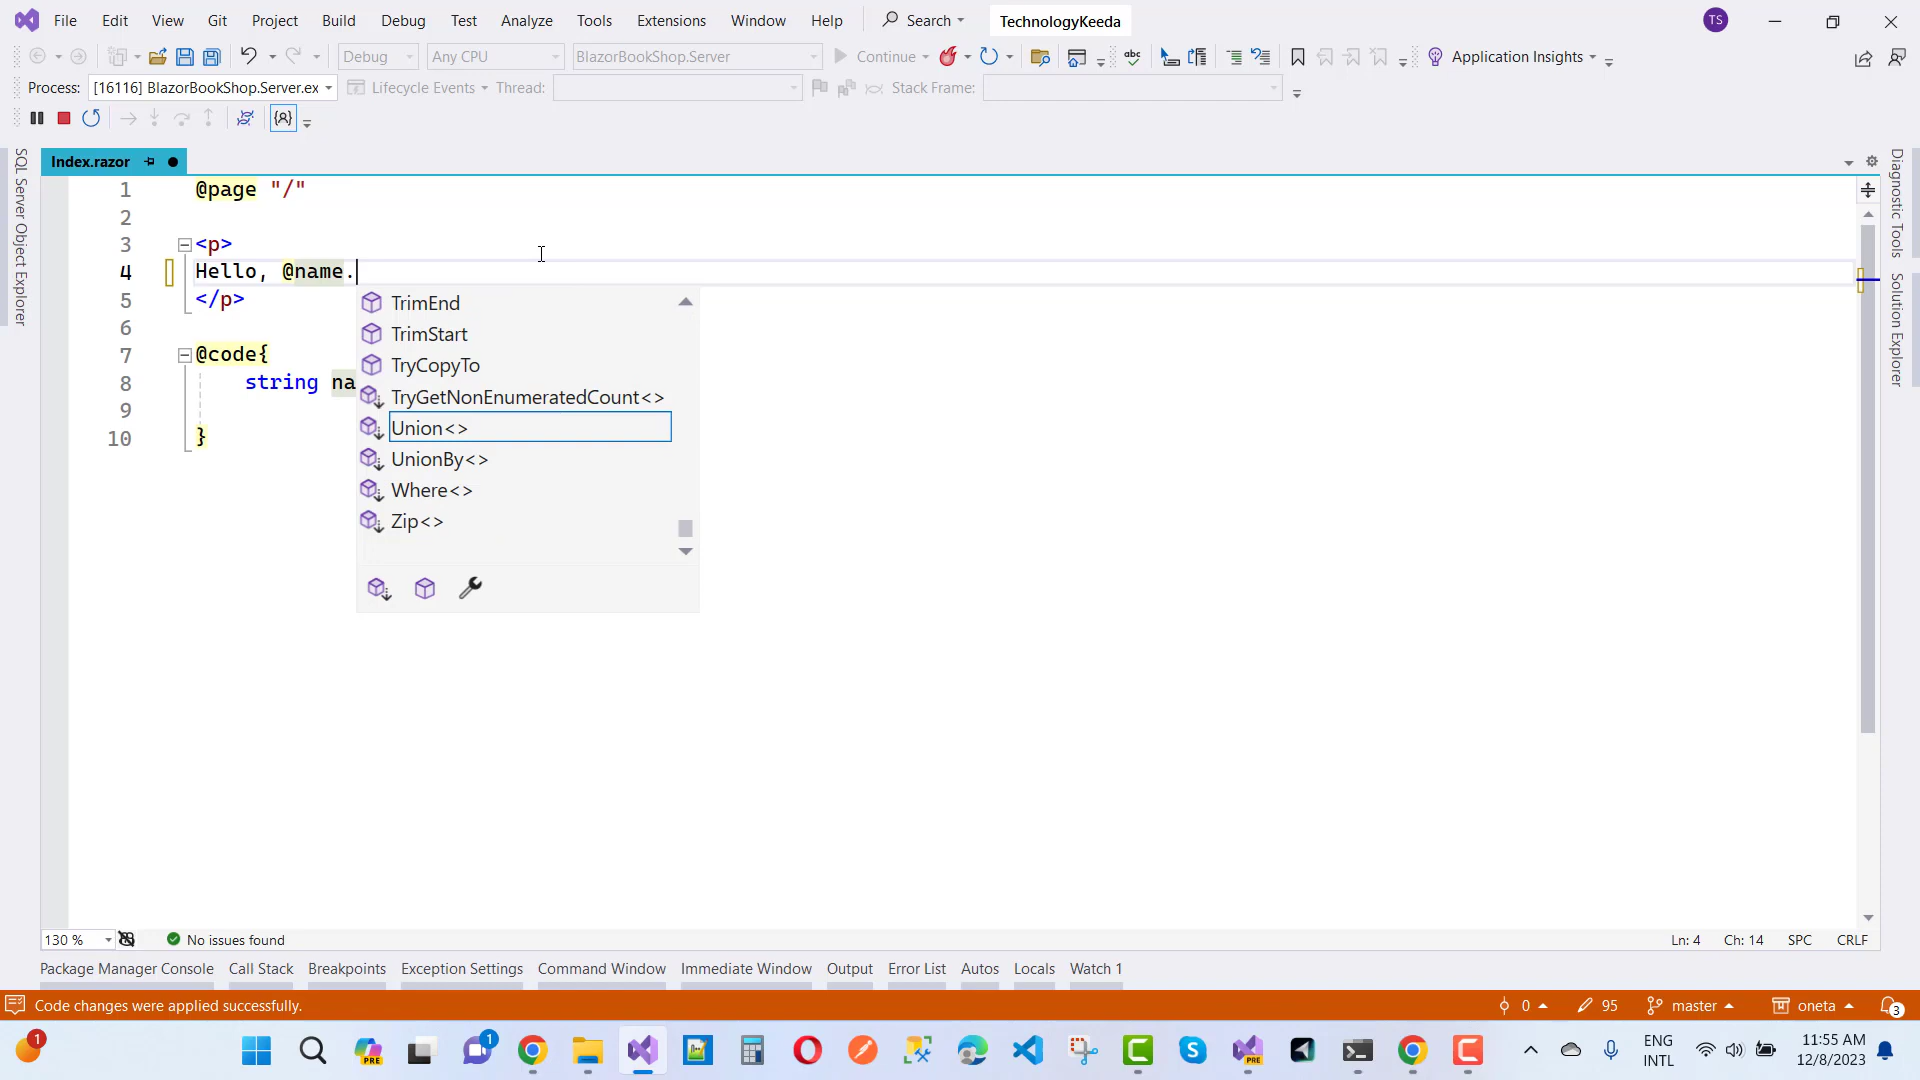 File Edit View Git Project Build Debug Test Analyze Tools Extensions Window Help Search TechnologyKeeda TS
Debug Any CPU BlazorBookShop.Server Continue abc Application Insights
Process: [16116] BlazorBookShop.Server.ex Lifecycle Events Thread: Stack Frame:
Index.razor
SQL Server Object Explorer
Diagnostic Tools
Solution Explorer
1 @page "/"
2
3 <p>
4 Hello, @name.
5 </p>
6
7 @code{
8 string na
9
10 }
TrimEnd
TrimStart
TryCopyTo
TryGetNonEnumeratedCount<>
Union<>
UnionBy<>
Where<>
Zip<>
130 % No issues found Ln: 4 Ch: 14 SPC CRLF
Package Manager Console Call Stack Breakpoints Exception Settings Command Window Immediate Window Output Error List Autos Locals Watch 1
Code changes were applied successfully. 0 95 master oneta 3
1 PRE 1 PRE ENG INTL 11:55 AM
12/8/2023